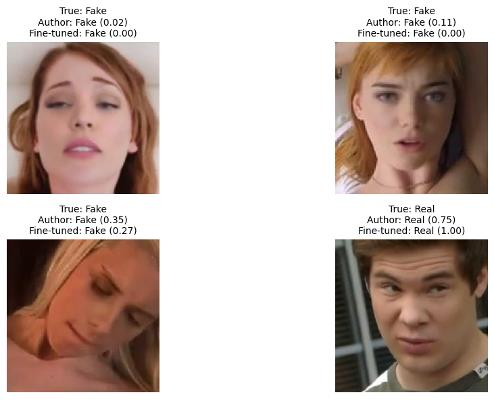 True: Fake
Author: Fake (0.02)
Fine-tuned: Fake (0.00)
True: Fake
Author: Fake (0.11)
Fine-tuned: Fake (0.00)
True: Fake
Author: Fake (0.35)
Fine-tuned: Fake (0.27)
True: Real
Author: Real (0.75)
Fine-tuned: Real (1.00)